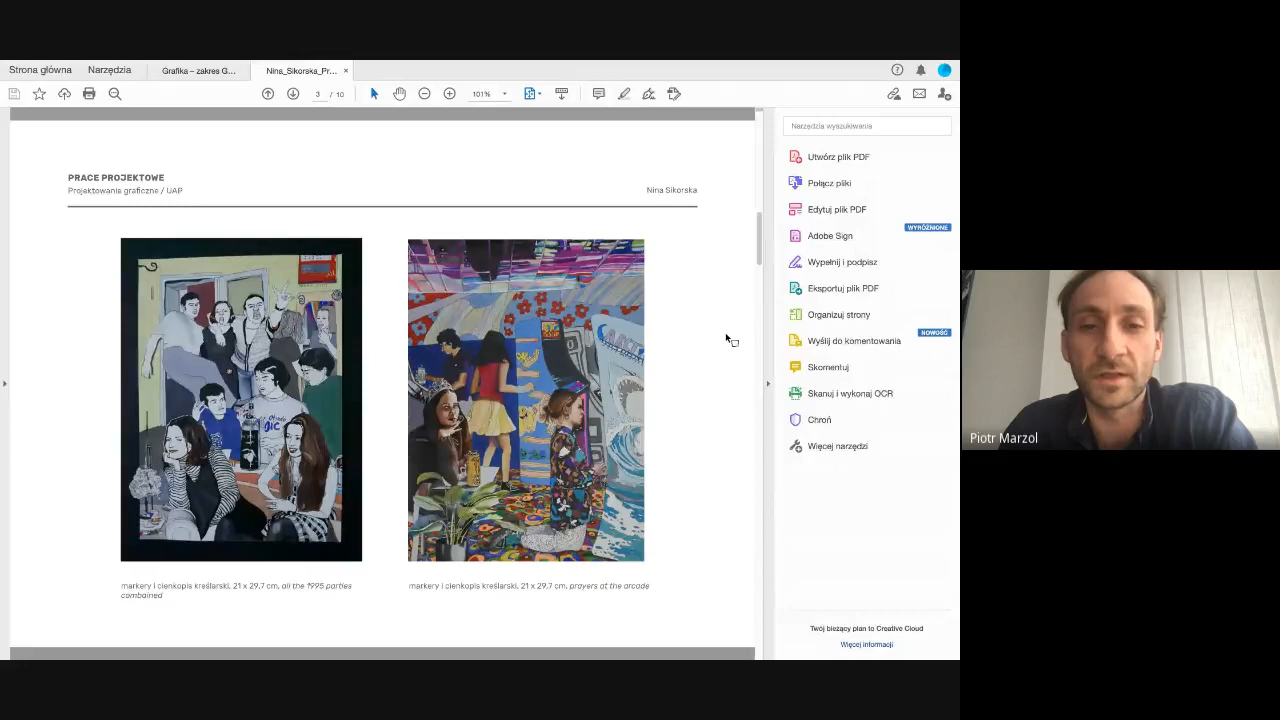 Strona główna
Narzędzia
Grafika – zakres G...
Nina_Sikorska_Pr...
3 / 10
101%
Narzędzia wyszukiwania
PRACE PROJEKTOWE
Projektowania graficzne / UAP
Nina Sikorska
Utwórz plik PDF
Połącz pliki
Edytuj plik PDF
WYRÓŻNIONE
Adobe Sign
Wypełnij i podpisz
Eksportuj plik PDF
Organizuj strony
NOWOŚĆ
Wyślij do komentowania
Skomentuj
Skanuj i wykonaj OCR
Chroń
Więcej narzędzi
Piotr Marzol
markery i cienkopis kreślarski, 21 x 29,7 cm, all the 1995 parties
combained
markery i cienkopis kreślarski, 21 x 29,7 cm, prayers at the arcade
Twój bieżący plan to Creative Cloud
Więcej informacji